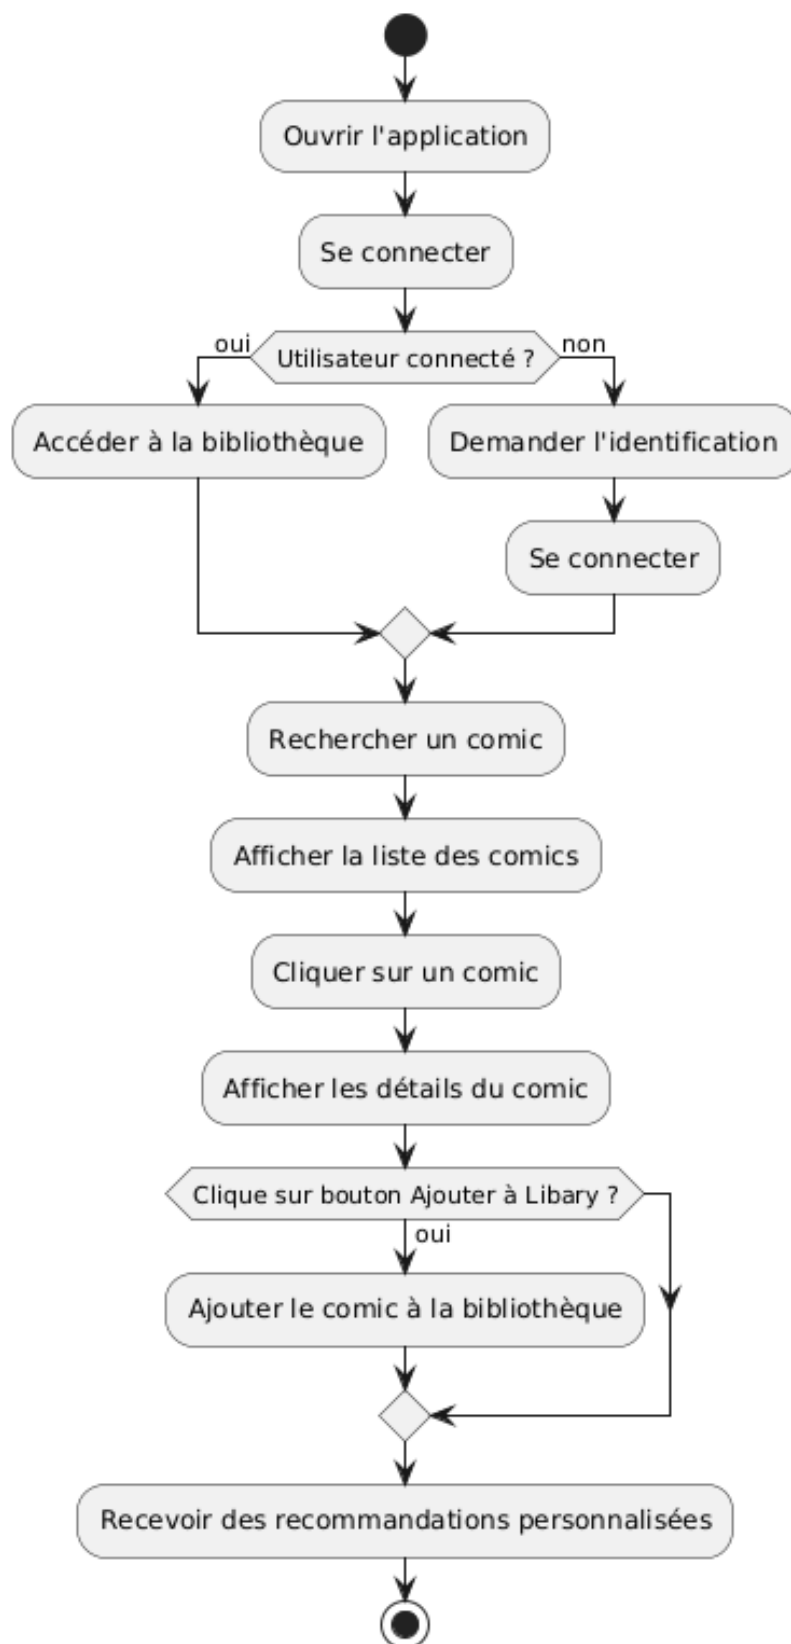 Ouvrir l'application
Se connecter
oui
Utilisateur connecté ?
non
Accéder à la bibliothèque
Demander l'identification
Se connecter
Rechercher un comic
Afficher la liste des comics
Cliquer sur un comic
Afficher les détails du comic
Clique sur bouton Ajouter à Libary ?
oui
Ajouter le comic à la bibliothèque
Recevoir des recommandations personnalisées